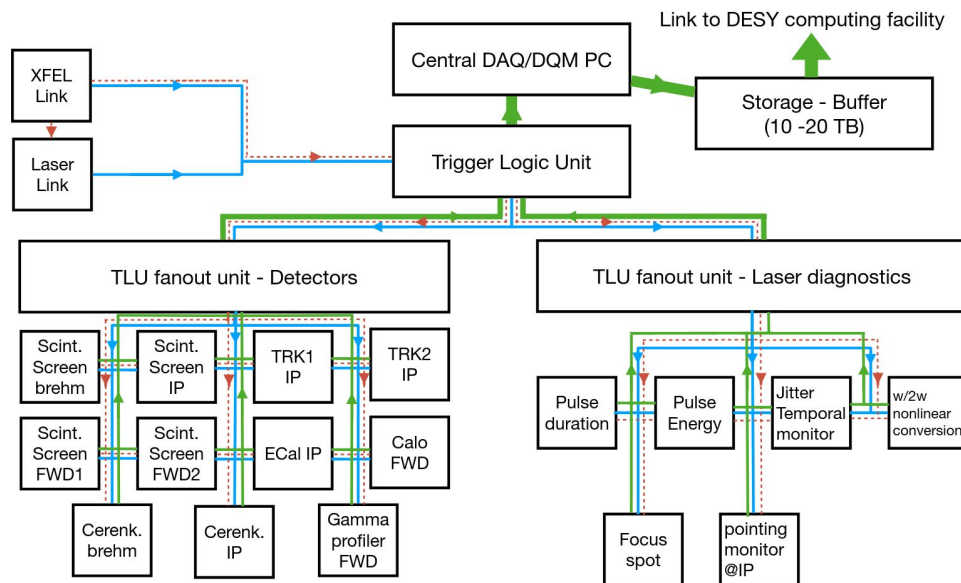 Link to DESY computing facility
XFEL
Link
Central DAQ/DQM PC
Storage - Buffer
(10 -20 TB)
Laser
Link
Trigger Logic Unit
TLU fanout unit - Detectors
TLU fanout unit - Laser diagnostics
Scint.
Screen
brehm
Scint.
Screen
IP
TRK1
IP
TRK2
IP
Pulse
duration
Pulse
Energy
Jitter
Temporal
monitor
w/2w
nonlinear
conversion
Scint.
Screen
FWD1
Scint.
Screen
FWD2
ECal IP
Calo
FWD
Cerenk.
brehm
Cerenk.
IP
Gamma
profiler
FWD
Focus
spot
pointing
monitor
@IP